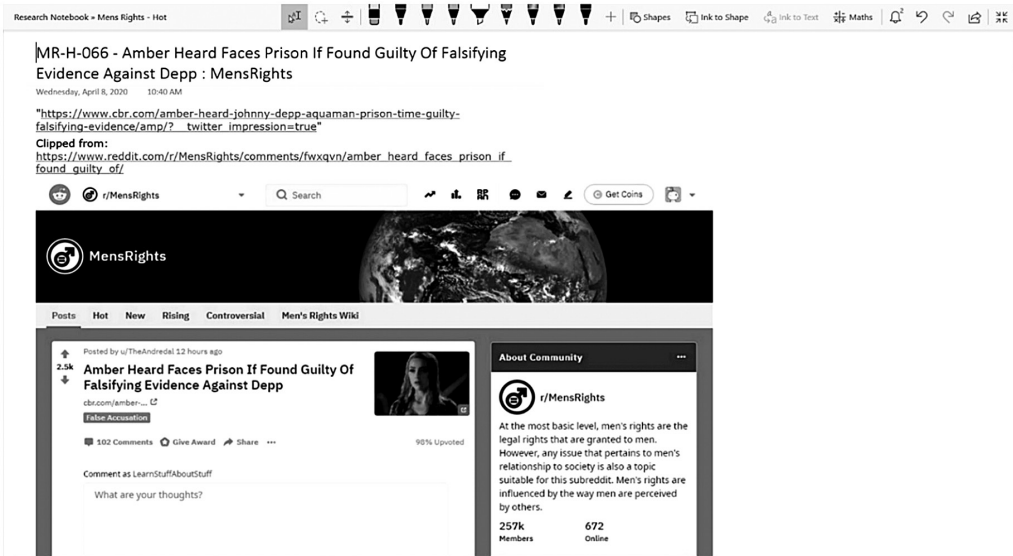 Research Notebook » Mens Rights - Hot
Shapes
Ink to Shape
Ink to Text
Maths
MR-H-066 - Amber Heard Faces Prison If Found Guilty Of Falsifying
Evidence Against Depp : MensRights
Wednesday, April 8, 2020 10:40 AM
"https://www.cbr.com/amber-heard-johnny-depp-aquaman-prison-time-guilty-
falsifying-evidence/amp/?__twitter_impression=true"
Clipped from:
https://www.reddit.com/r/MensRights/comments/fwxqvn/amber_heard_faces_prison_if_
found_guilty_of/
r/MensRights
Search
Get Coins
MensRights
Posts Hot New Rising Controversial Men's Rights Wiki
Posted by u/TheAndredal 12 hours ago
2.5k
Amber Heard Faces Prison If Found Guilty Of
Falsifying Evidence Against Depp
cbr.com/amber-...
False Accusation
102 Comments Give Award Share ... 98% Upvoted
Comment as LearnStuffAboutStuff
What are your thoughts?
About Community
r/MensRights
At the most basic level, men's rights are the
legal rights that are granted to men.
However, any issue that pertains to men's
relationship to society is also a topic
suitable for this subreddit. Men's rights are
influenced by the way men are perceived
by others.
257k 672
Members Online